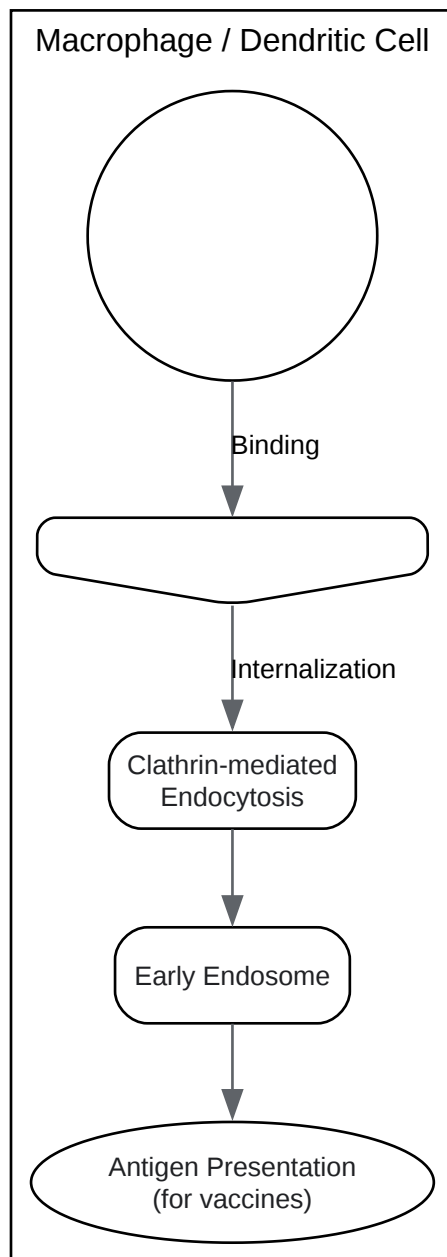 Macrophage / Dendritic Cell
Binding
Internalization
Clathrin-mediated
Endocytosis
Early Endosome
Antigen Presentation
(for vaccines)